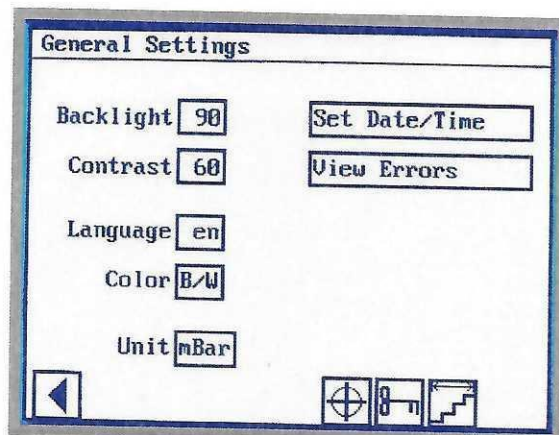 General Settings
Backlight 90 Set Date/Time
Contrast 60 View Errors
Language en
Color B/W
Unit mBar